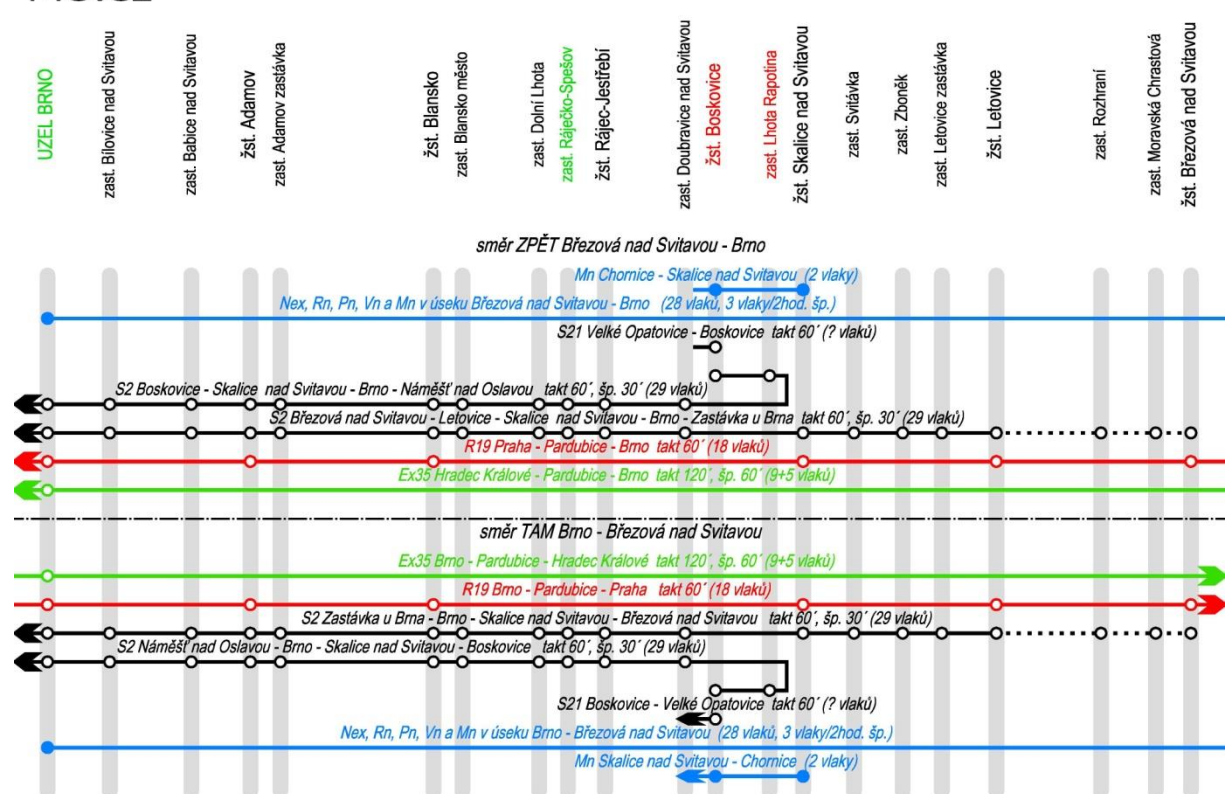 UZEL BRNO
zast. Bílovice nad Svitavou
zast. Babice nad Svitavou
žst. Adamov
zast. Adamov zastávka
žst. Blansko
zast. Blansko město
zast. Dolní Lhota
zast. Ráječko-Spešov
žst. Rájec-Jestřebí
zast. Doubravice nad Svitavou
žst. Boskovice
zast. Lhota Rapotina
žst. Skalice nad Svitavou
zast. Svitávka
zast. Zboněk
zast. Letovice zastávka
žst. Letovice
zast. Rozhraní
zast. Moravská Chrastová
žst. Březová nad Svitavou
směr ZPĚT Březová nad Svitavou - Brno
Mn Chornice - Skalice nad Svitavou (2 vlaky)
Nex, Rn, Pn, Vn a Mn v úseku Březová nad Svitavou - Brno (28 vlaků, 3 vlaky/2hod. šp.)
S21 Velké Opatovice - Boskovice takt 60´ (? vlaků)
S2 Boskovice - Skalice nad Svitavou - Brno - Náměšť nad Oslavou takt 60´, šp. 30´ (29 vlaků)
S2 Březová nad Svitavou - Letovice - Skalice nad Svitavou - Brno - Zastávka u Brna takt 60´, šp. 30´ (29 vlaků)
R19 Praha - Pardubice - Brno takt 60´ (18 vlaků)
Ex35 Hradec Králové - Pardubice - Brno takt 120´, šp. 60´ (9+5 vlaků)
směr TAM Brno - Březová nad Svitavou
Ex35 Brno - Pardubice - Hradec Králové takt 120´, šp. 60´ (9+5 vlaků)
R19 Brno - Pardubice - Praha takt 60´ (18 vlaků)
S2 Zastávka u Brna - Brno - Skalice nad Svitavou - Březová nad Svitavou takt 60´, šp. 30´ (29 vlaků)
S2 Náměšť nad Oslavou - Brno - Skalice nad Svitavou - Boskovice takt 60´, šp. 30´ (29 vlaků)
S21 Boskovice - Velké Opatovice takt 60´ (? vlaků)
Nex, Rn, Pn, Vn a Mn v úseku Brno - Březová nad Svitavou (28 vlaků, 3 vlaky/2hod. šp.)
Mn Skalice nad Svitavou - Chornice (2 vlaky)